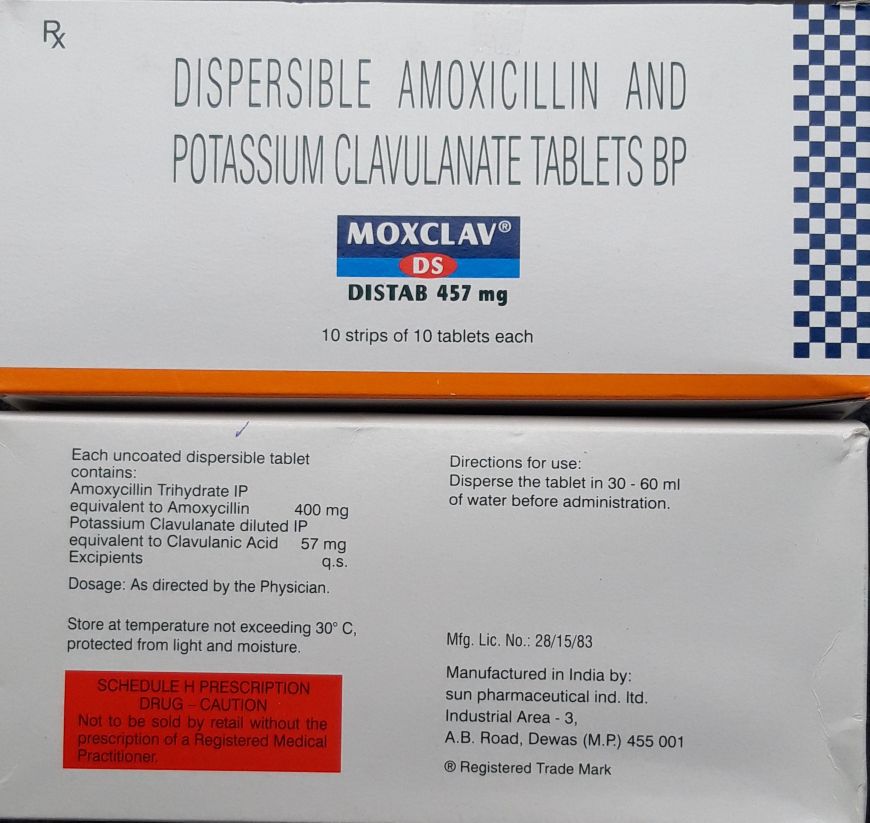 Rx
DISPERSIBLE AMOXICILLIN AND
POTASSIUM CLAVULANATE TABLETS BP
MOXCLAV®
DS
DISTAB 457 mg
10 strips of 10 tablets each
Each uncoated dispersible tablet
contains:
Amoxycillin Trihydrate IP
equivalent to Amoxycillin 400 mg
Potassium Clavulanate diluted IP
equivalent to Clavulanic Acid 57 mg
Excipients q.s.
Dosage: As directed by the Physician.
Store at temperature not exceeding 30° C,
protected from light and moisture.
SCHEDULE H PRESCRIPTION
DRUG – CAUTION
Not to be sold by retail without the
prescription of a Registered Medical
Practitioner.
Directions for use:
Disperse the tablet in 30 - 60 ml
of water before administration.
Mfg. Lic. No.: 28/15/83
Manufactured in India by:
sun pharmaceutical ind. ltd.
Industrial Area - 3,
A.B. Road, Dewas (M.P.) 455 001
® Registered Trade Mark